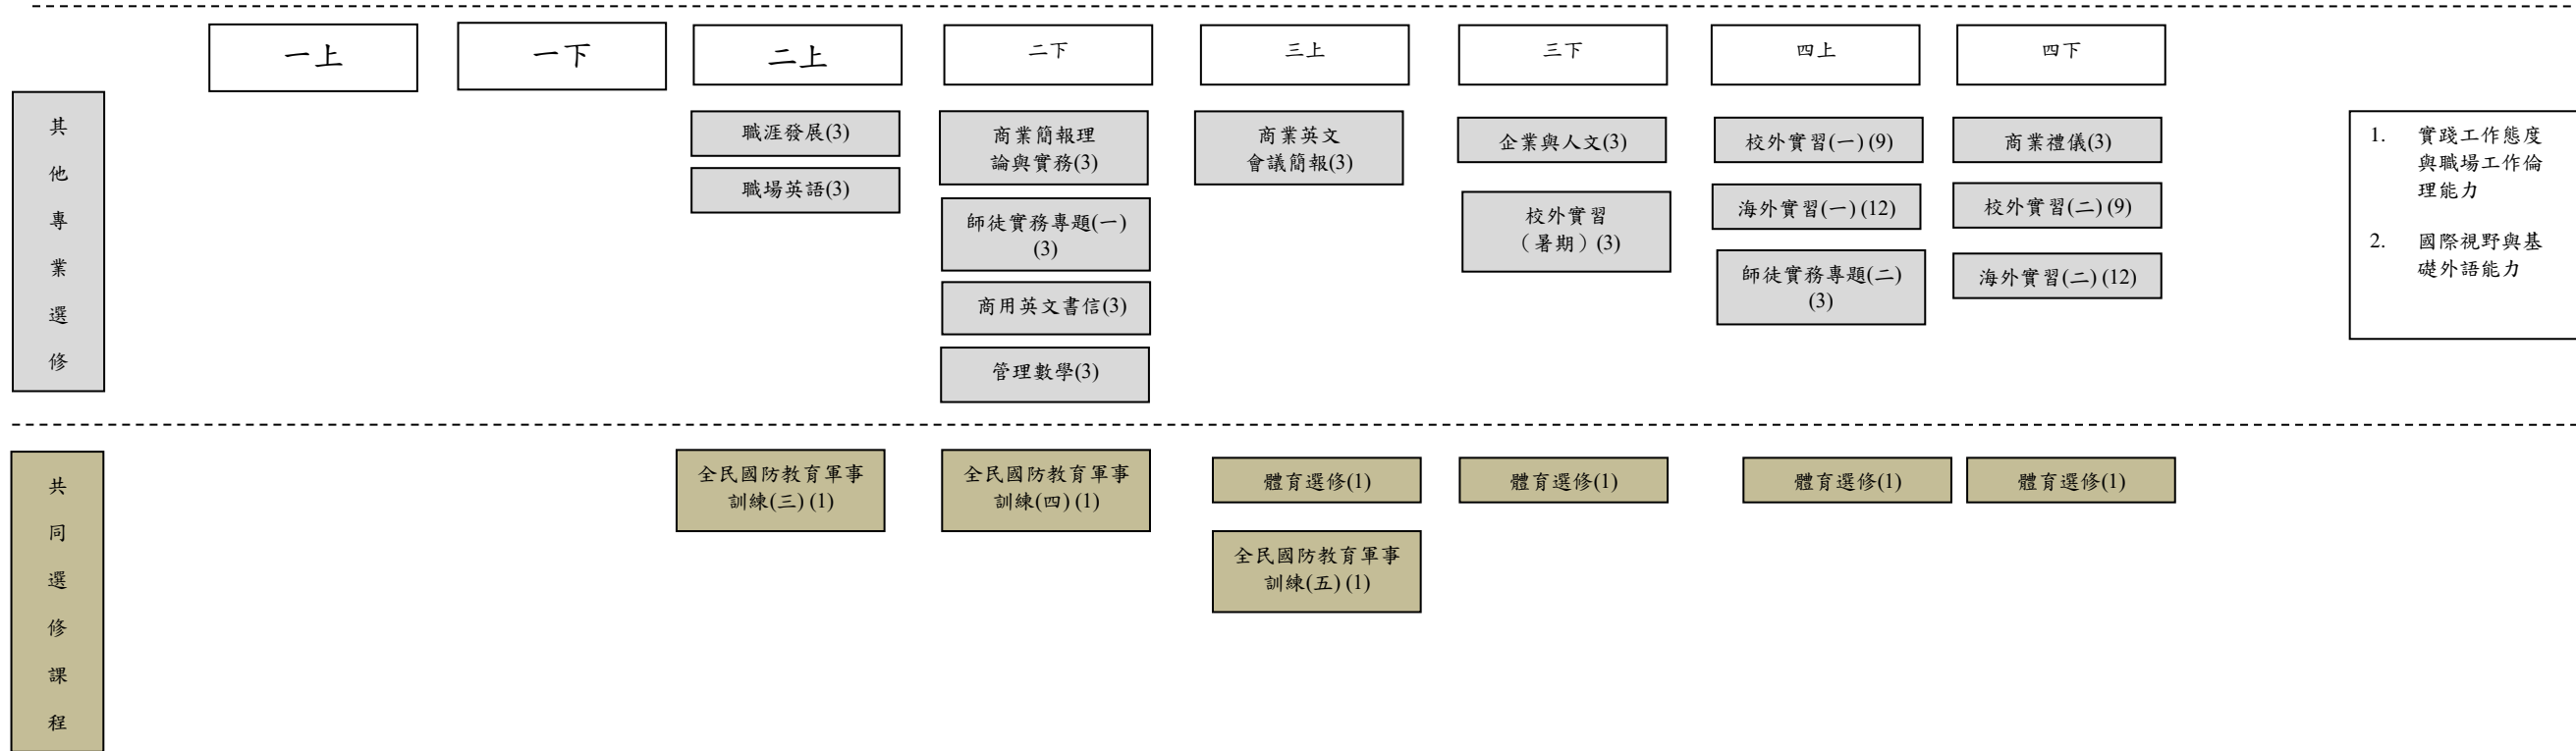 一上
一下
二上
二下
三上
三下
四上
四下
其
他
專
業
選
修
職涯發展(3)
職場英語(3)
商業簡報理
論與實務(3)
師徒實務專題(一)
(3)
商用英文書信(3)
管理數學(3)
商業英文
會議簡報(3)
企業與人文(3)
校外實習
（暑期）(3)
校外實習(一) (9)
海外實習(一) (12)
師徒實務專題(二)
(3)
商業禮儀(3)
校外實習(二) (9)
海外實習(二) (12)
1. 實踐工作態度
與職場工作倫
理能力
2. 國際視野與基
礎外語能力
共
同
選
修
課
程
全民國防教育軍事
訓練(三) (1)
全民國防教育軍事
訓練(四) (1)
體育選修(1)
全民國防教育軍事
訓練(五) (1)
體育選修(1)
體育選修(1)
體育選修(1)